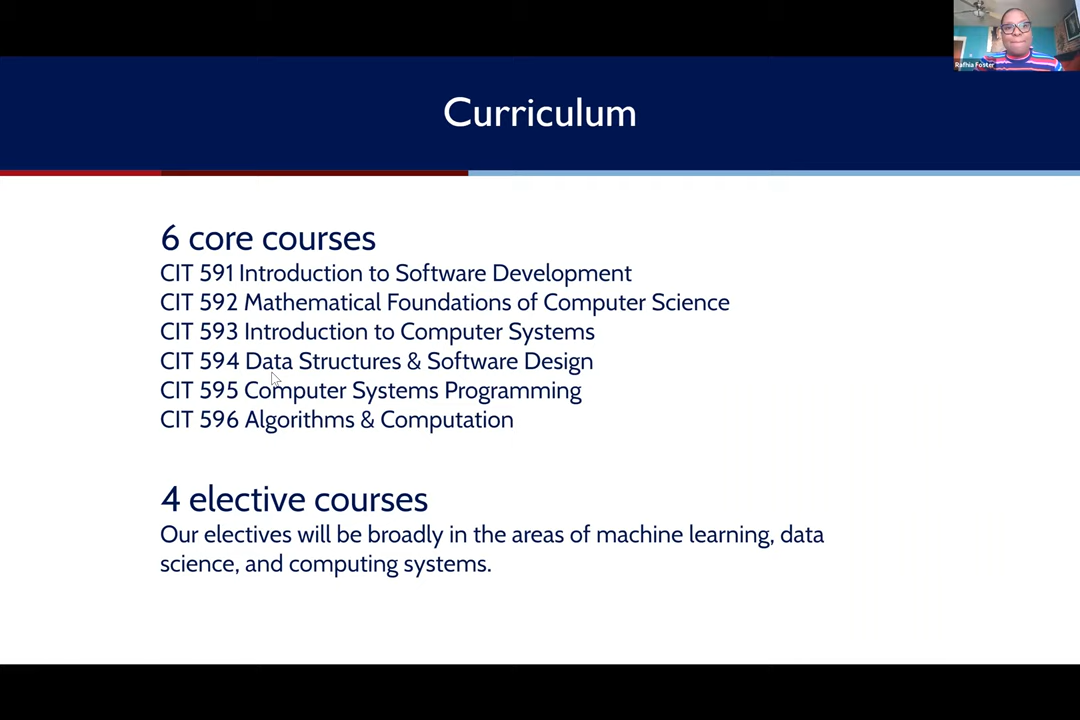 Rafhia Foster
Curriculum
6 core courses
CIT 591 Introduction to Software Development
CIT 592 Mathematical Foundations of Computer Science
CIT 593 Introduction to Computer Systems
CIT 594 Data Structures & Software Design
CIT 595 Computer Systems Programming
CIT 596 Algorithms & Computation
4 elective courses
Our electives will be broadly in the areas of machine learning, data
science, and computing systems.